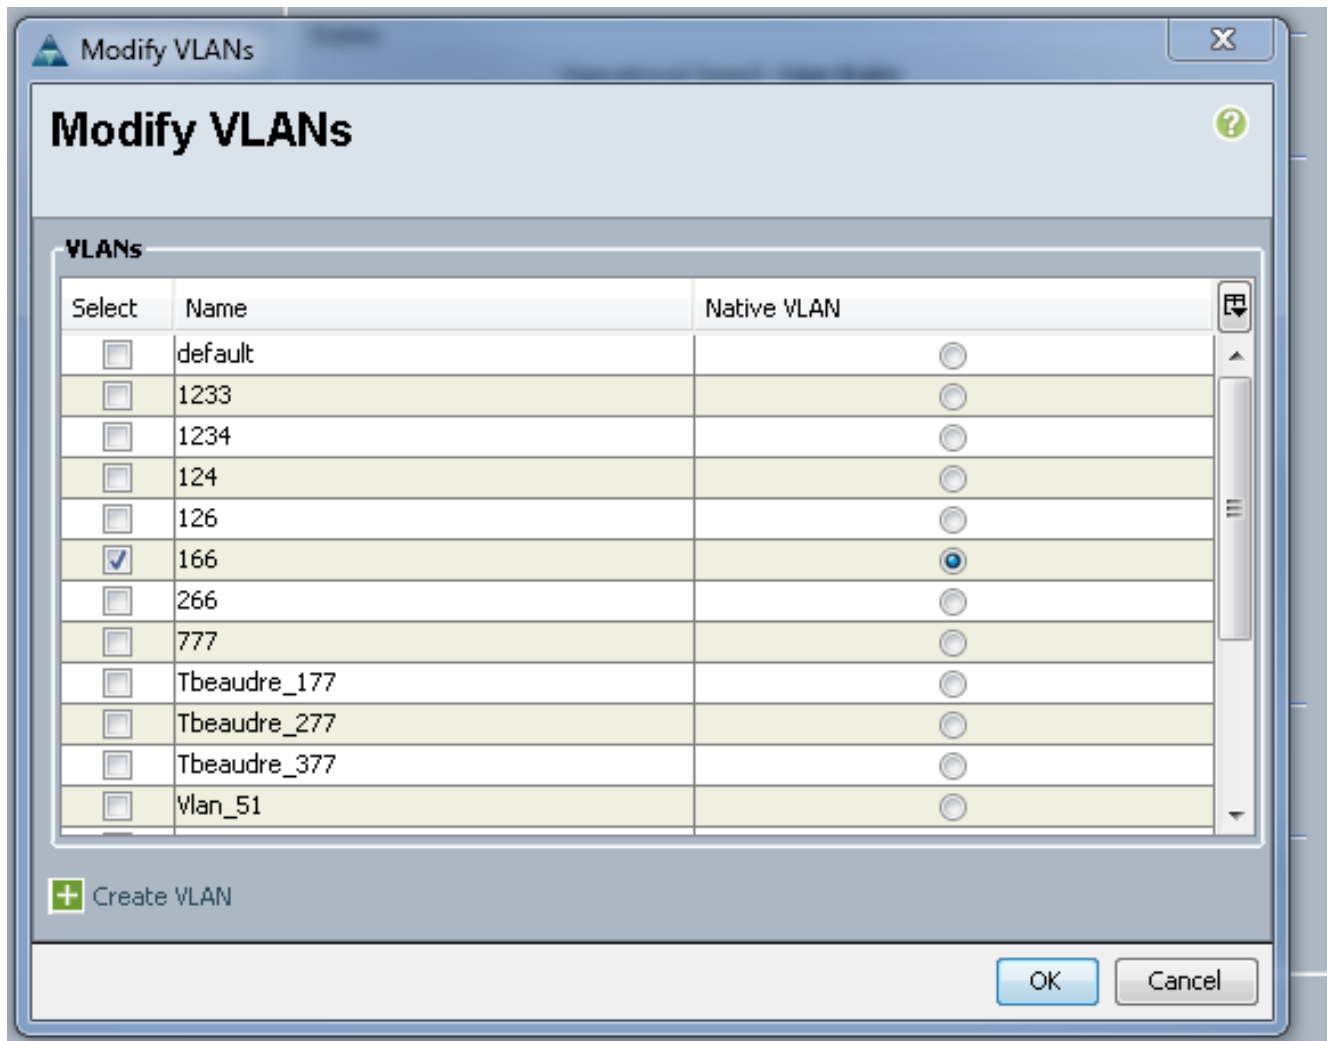 Modify VLANs
Modify VLANs
VLANs
Select Name Native VLAN
default
1233
1234
124
126
166
266
777
Tbeaudre_177
Tbeaudre_277
Tbeaudre_377
Vlan_51
Create VLAN
OK Cancel